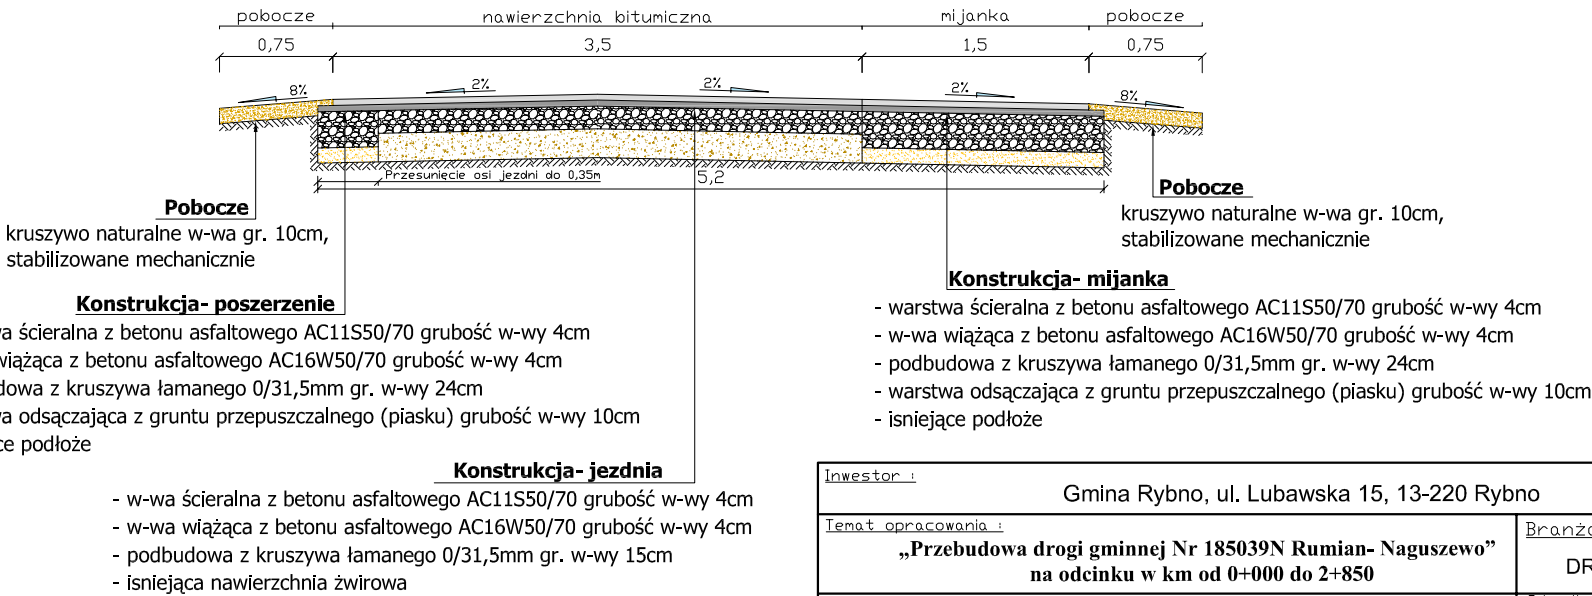 pobocze nawierzchnia bitumiczna mijanka pobocze
0,75 3,5 1,5 0,75
8% 2% 2% 2% 8%
Przesunięcie osi jezdni do 0,35m
5,2
Pobocze
kruszywo naturalne w-wa gr. 10cm,
stabilizowane mechanicznie
Pobocze
kruszywo naturalne w-wa gr. 10cm,
stabilizowane mechanicznie
Konstrukcja- poszerzenie
wa ścieralna z betonu asfaltowego AC11S50/70 grubość w-wy 4cm
wiążąca z betonu asfaltowego AC16W50/70 grubość w-wy 4cm
dowa z kruszywa łamanego 0/31,5mm gr. w-wy 24cm
wa odsączająca z gruntu przepuszczalnego (piasku) grubość w-wy 10cm
ce podłoże
Konstrukcja- mijanka
- warstwa ścieralna z betonu asfaltowego AC11S50/70 grubość w-wy 4cm
- w-wa wiążąca z betonu asfaltowego AC16W50/70 grubość w-wy 4cm
- podbudowa z kruszywa łamanego 0/31,5mm gr. w-wy 24cm
- warstwa odsączająca z gruntu przepuszczalnego (piasku) grubość w-wy 10cm
- isniejące podłoże
Konstrukcja- jezdnia
- w-wa ścieralna z betonu asfaltowego AC11S50/70 grubość w-wy 4cm
- w-wa wiążąca z betonu asfaltowego AC16W50/70 grubość w-wy 4cm
- podbudowa z kruszywa łamanego 0/31,5mm gr. w-wy 15cm
- isniejąca nawierzchnia żwirowa
Inwestor :
Gmina Rybno, ul. Lubawska 15, 13-220 Rybno
Temat opracowania :
„Przebudowa drogi gminnej Nr 185039N Rumian- Naguszewo”
na odcinku w km od 0+000 do 2+850
Branża
DR